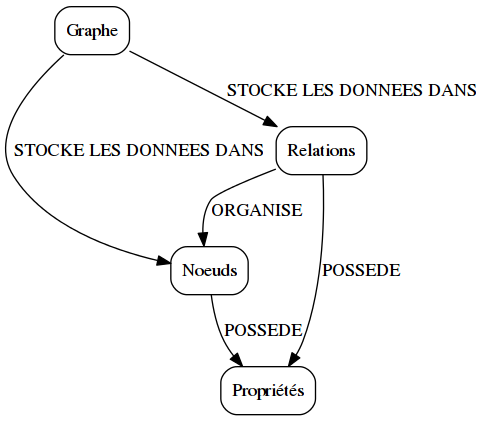 Graphe
STOCKE LES DONNEES DANS
STOCKE LES DONNEES DANS
Relations
ORGANISE
Noeuds
POSSEDE
POSSEDE
Propriétés